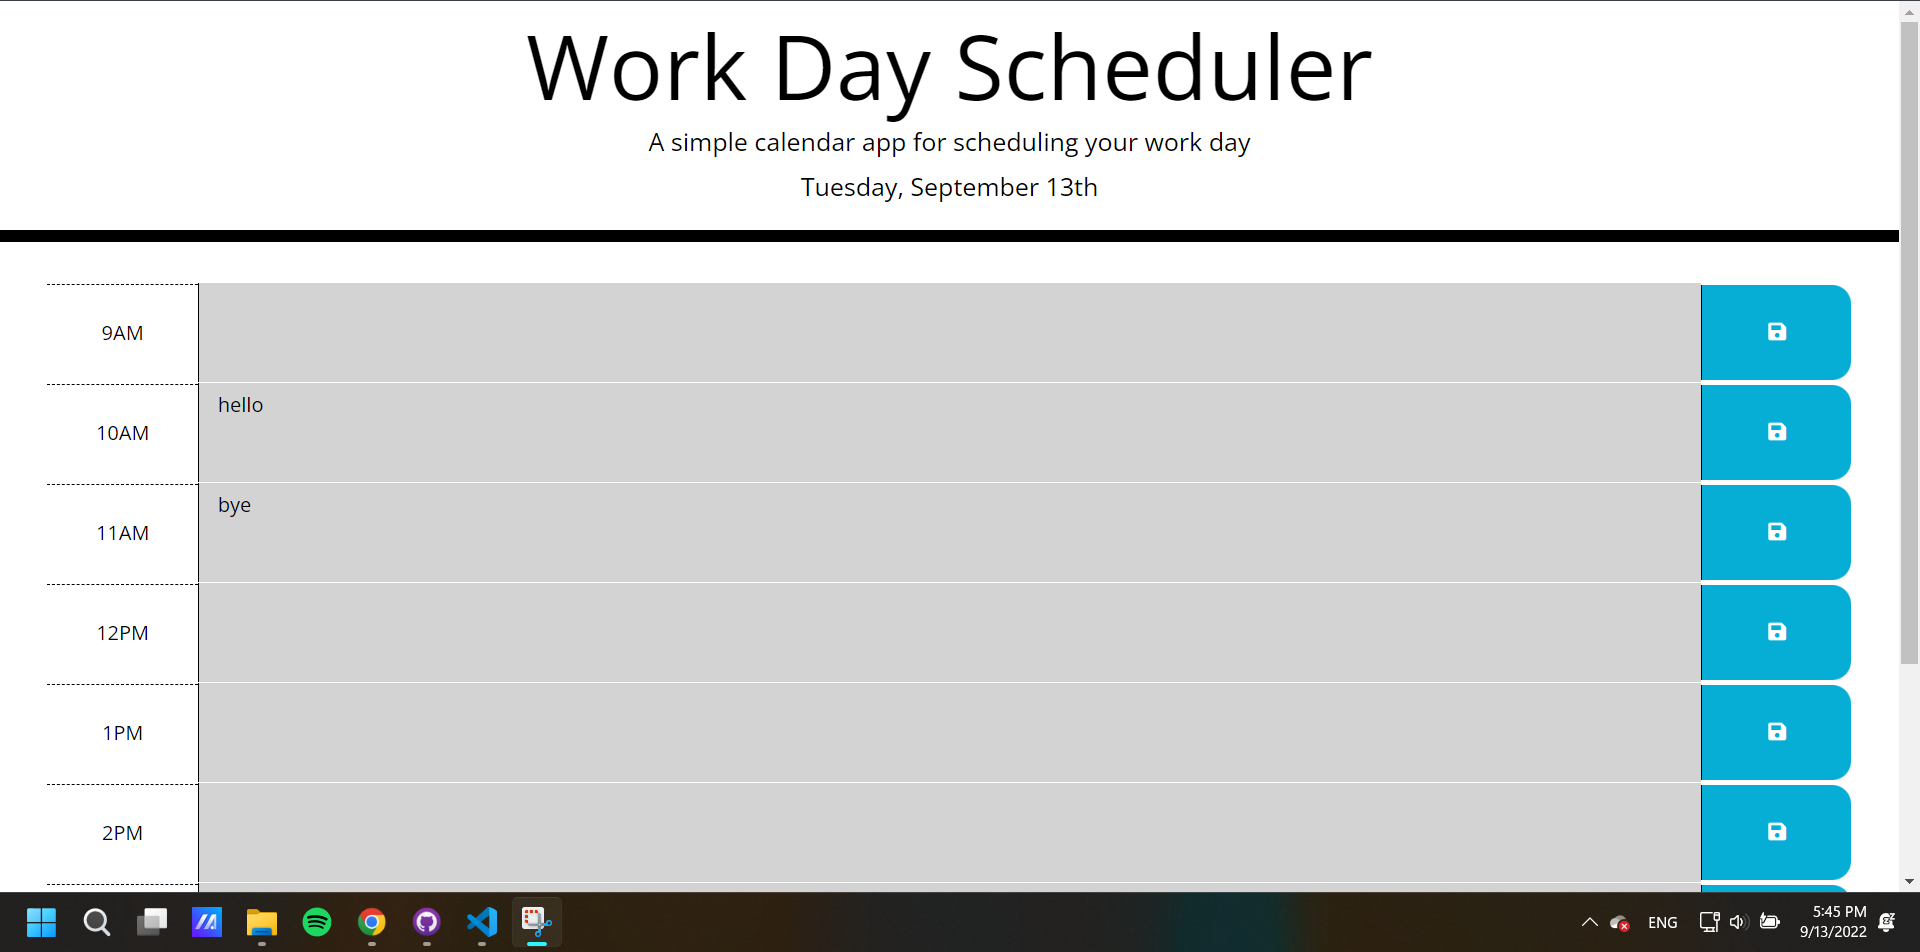 Work Day Scheduler
A simple calendar app for scheduling your work day
Tuesday, September 13th
9AM
10AM
hello
11AM
bye
12PM
1PM
2PM
ENG
5:45 PM
9/13/2022